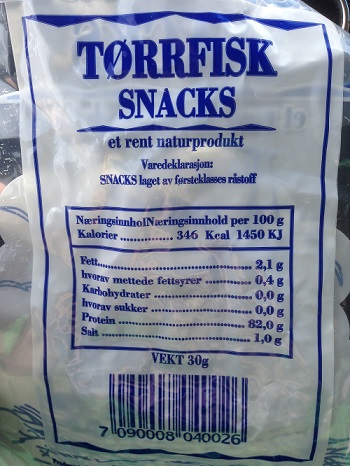 TØRRFISK
SNACKS
et rent naturprodukt
Varedeklarasjon:
SNACKS laget av førsteklasses råstoff
NæringsinnholNæringsinnhold per 100 g
Kalorier .............. 346 Kcal 1450 KJ
Fett.......................................... 2,1 g
hvorav mettede fettsyrer ........... 0,4 g
Karbohydrater ......................... 0,0 g
hvorav sukker ......................... 0,0 g
Protein .................................... 82,0 g
Salt .......................................... 1,0 g
VEKT 30g
7 090008 040026